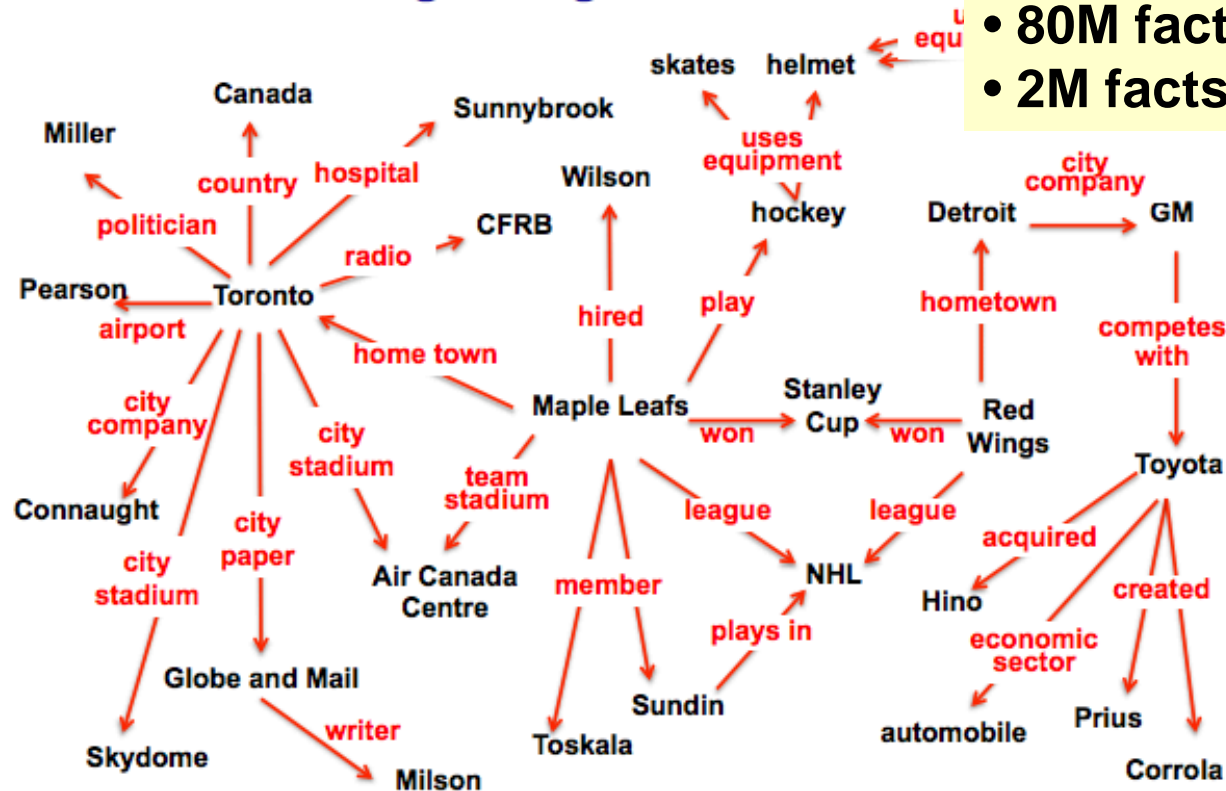 • 80M fact
• 2M facts
skates
helmet
Canada
Sunnybrook
Miller
uses
equipment
city
company
Wilson
country
hospital
politician
CFRB
hockey
Detroit
GM
radio
Pearson
Toronto
airport
hired
play
hometown
competes
with
home town
Maple Leafs
Stanley
Cup
won
won
Red
Wings
city
company
city
stadium
team
stadium
Toyota
Connaught
league
league
acquired
city
paper
city
stadium
Air Canada
Centre
member
NHL
Hino
created
plays in
economic
sector
Globe and Mail
Sundin
Prius
automobile
writer
Toskala
Skydome
Milson
Corrola